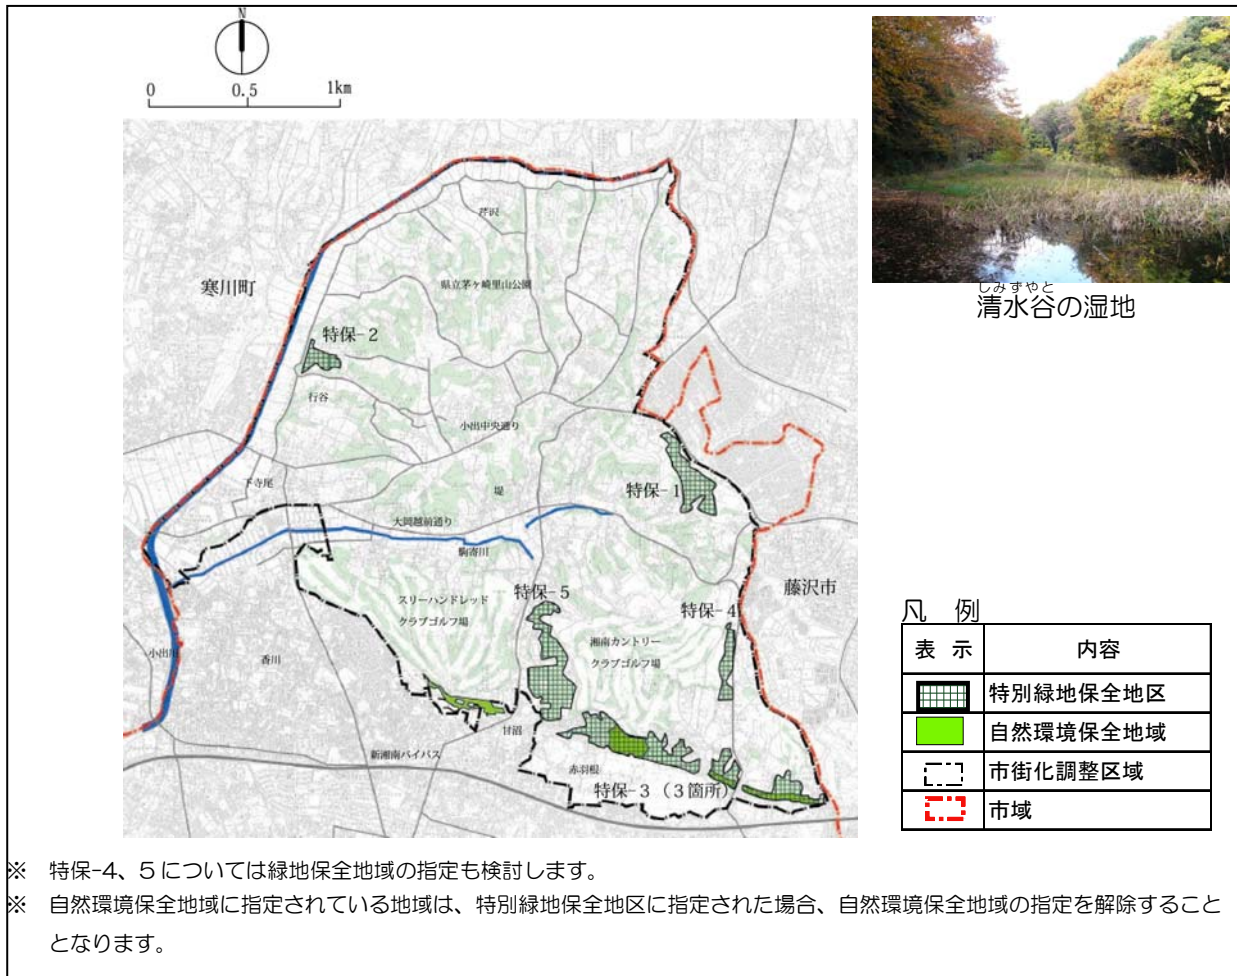 N
0 0.5 1km
寒川町
芹沢
県立茅ヶ崎里山公園
特保-2
行谷
小出中央通り
特保-1
下寺尾
堤
大岡越前通り
駒寄川
藤沢市
特保-5
特保-4
スリーハンドレッド
クラブゴルフ場
湘南カントリー
クラブゴルフ場
小出川
香川
甘沼
新湘南バイパス
赤羽根
特保-3（3箇所）
しみずやと
清水谷の湿地
凡 例
表 示 内容
特別緑地保全地区
自然環境保全地域
市街化調整区域
市域
※ 特保-4、5については緑地保全地域の指定も検討します。
※ 自然環境保全地域に指定されている地域は、特別緑地保全地区に指定された場合、自然環境保全地域の指定を解除すること
となります。